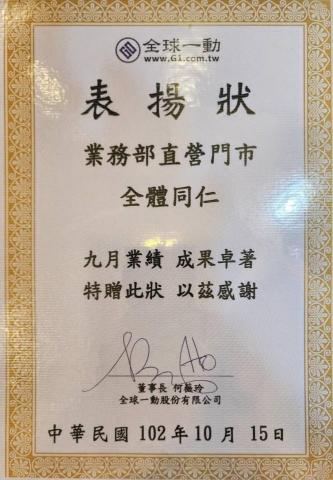 全球一動
www.G1.com.tw
表揚狀
業務部直營門市
全體同仁
九月業績 成果卓著
特贈此狀 以茲感謝
董事長 何薇玲
全球一動股份有限公司
中華民國 102 年 10 月 15 日